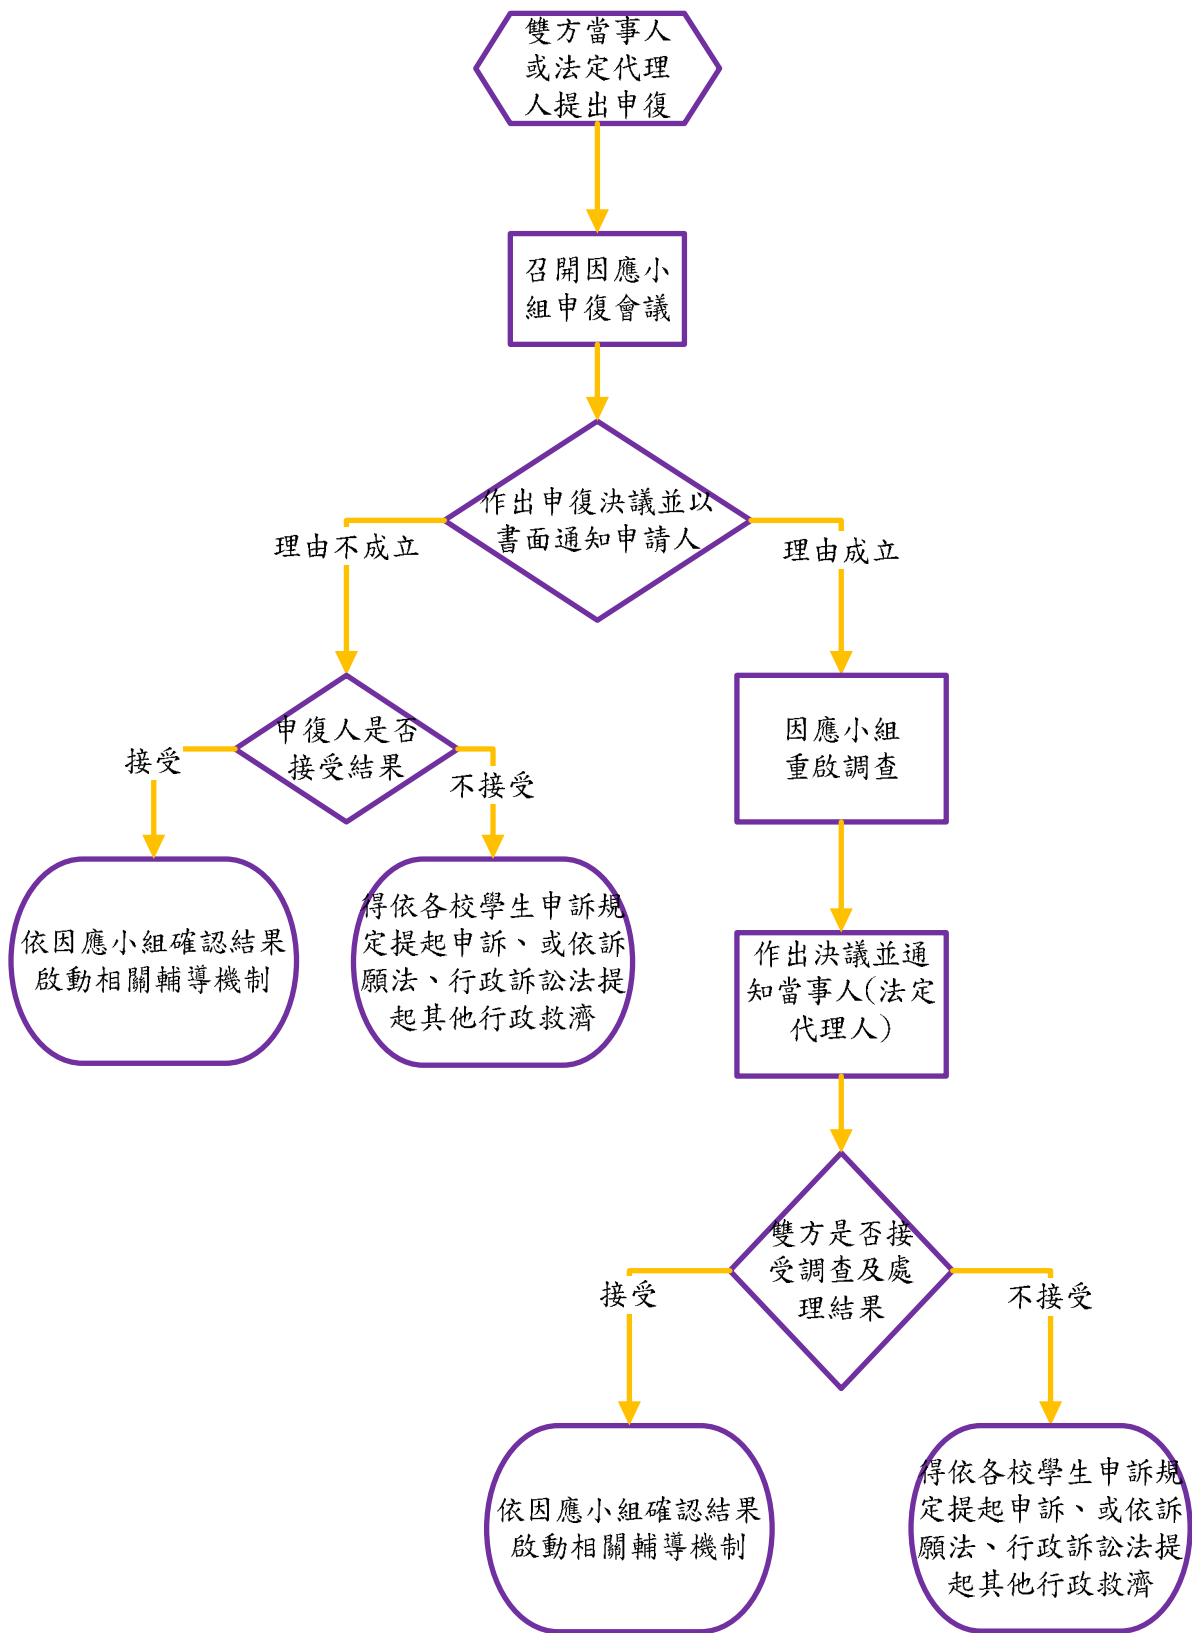 雙方當事人
或法定代理
人提出申復
召開因應小
組申復會議
作出申復決議並以
書面通知申請人
理由不成立
理由成立
申復人是否
接受結果
接受
不接受
因應小組
重啟調查
依因應小組確認結果
啟動相關輔導機制
得依各校學生申訴規
定提起申訴、或依訴
願法、行政訴訟法提
起其他行政救濟
作出決議並通
知當事人(法定
代理人)
雙方是否接
受調查及處
理結果
接受
不接受
依因應小組確認結果
啟動相關輔導機制
得依各校學生申訴規
定提起申訴、或依訴
願法、行政訴訟法提
起其他行政救濟